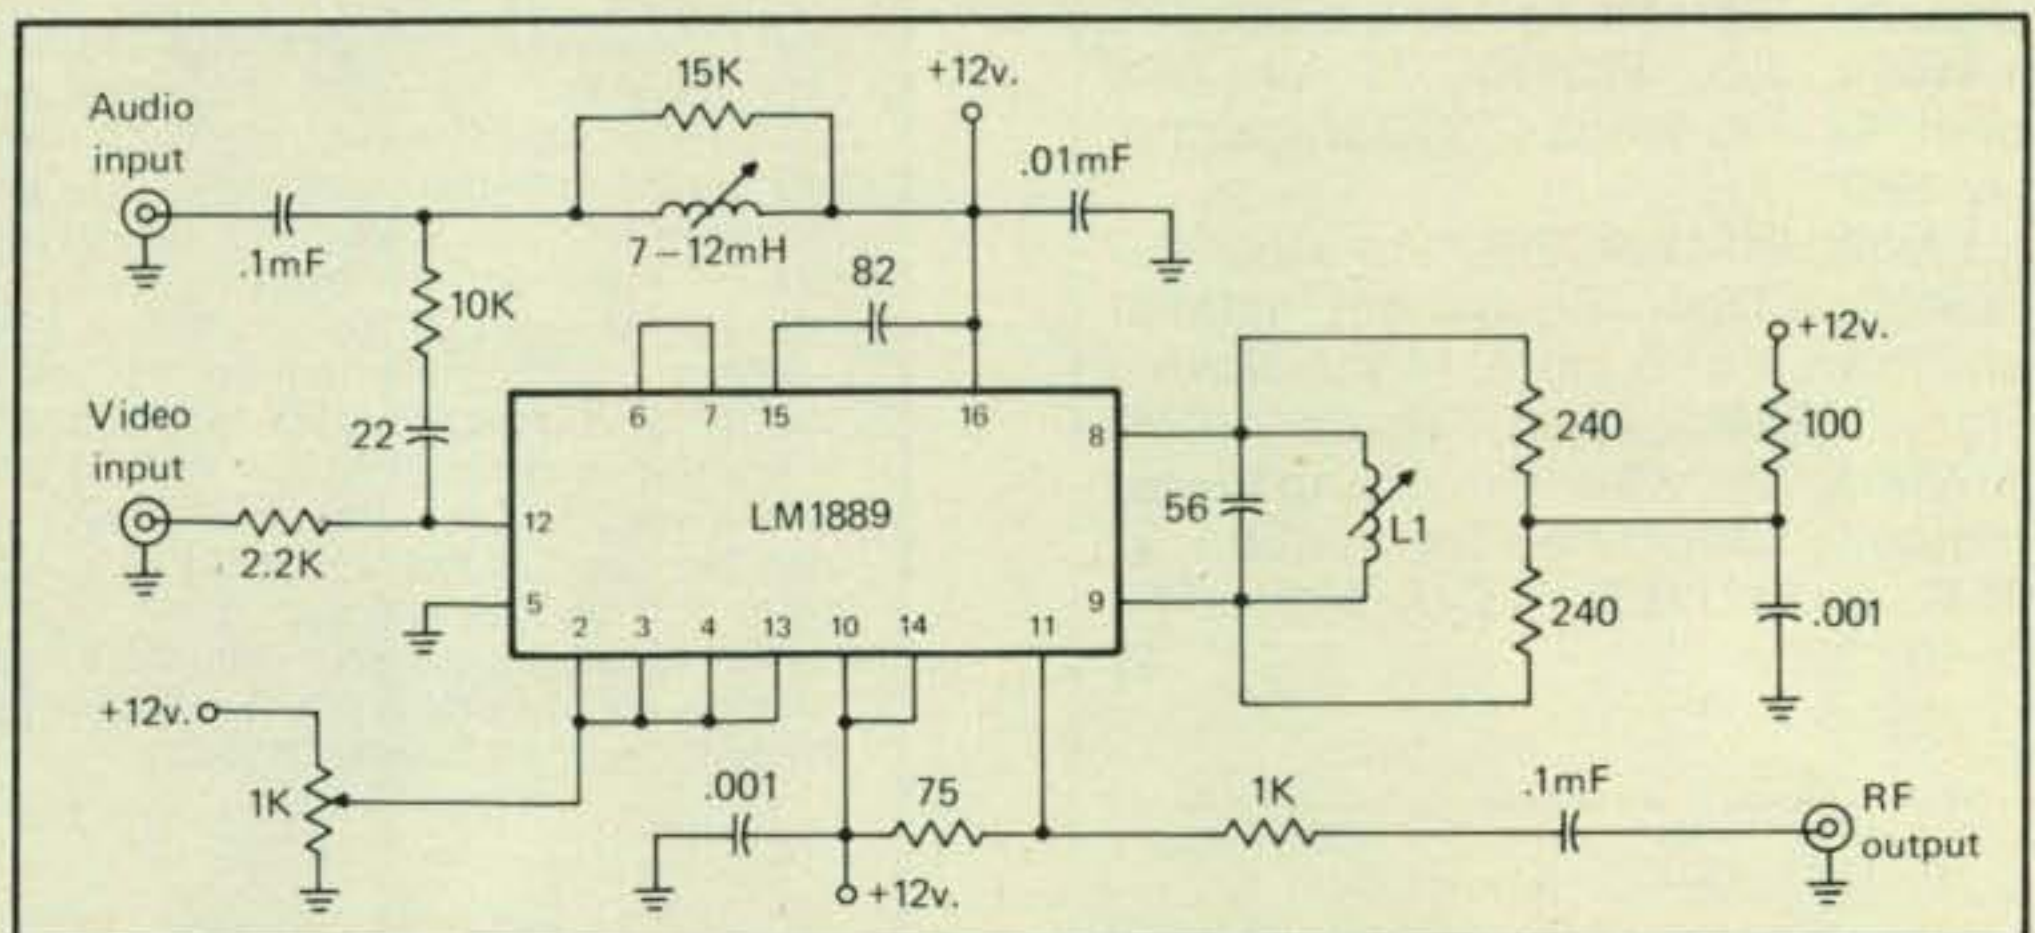 15K
+12v.
Audio
input
.01mF
7–12mH
.1mF
82
10K
+12v.
Video
input
22
6 7 15 16
8
240
100
12
LM1889
56
L1
2.2K
5
9
2 3 4 13 10 14 11
240
.001
+12v.
1K
.001
75
1K
.1mF
RF
output
+12v.